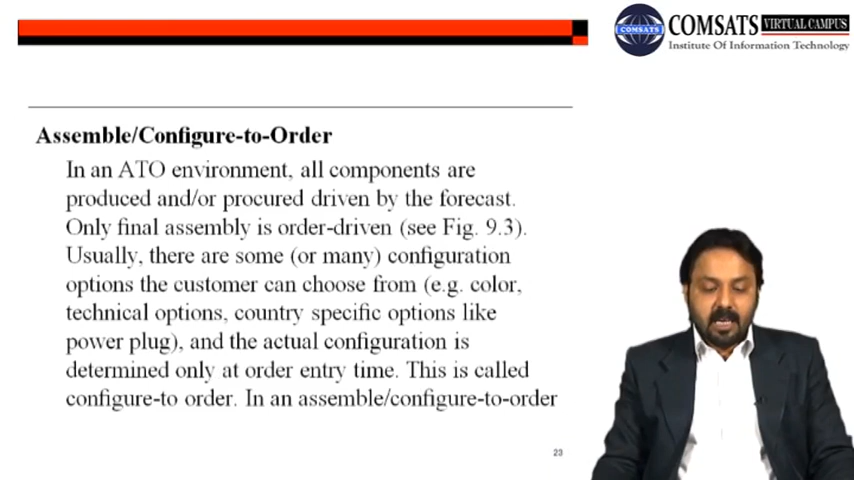 COMSATS
COMSATS VIRTUAL CAMPUS
Institute Of Information Technology
Assemble/Configure-to-Order
In an ATO environment, all components are
produced and/or procured driven by the forecast.
Only final assembly is order-driven (see Fig. 9.3).
Usually, there are some (or many) configuration
options the customer can choose from (e.g. color,
technical options, country specific options like
power plug), and the actual configuration is
determined only at order entry time. This is called
configure-to order. In an assemble/configure-to-order
23